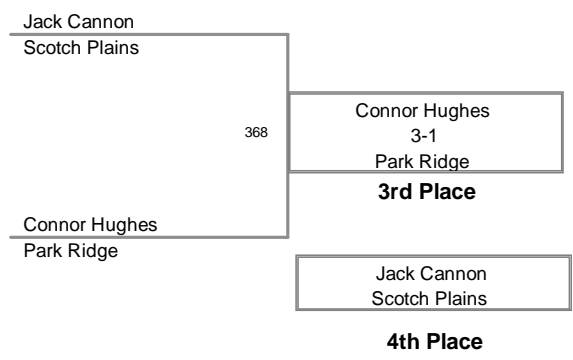 Jack Cannon
Scotch Plains
368
Connor Hughes
3-1
Park Ridge
3rd Place
Connor Hughes
Park Ridge
Jack Cannon
Scotch Plains
4th Place